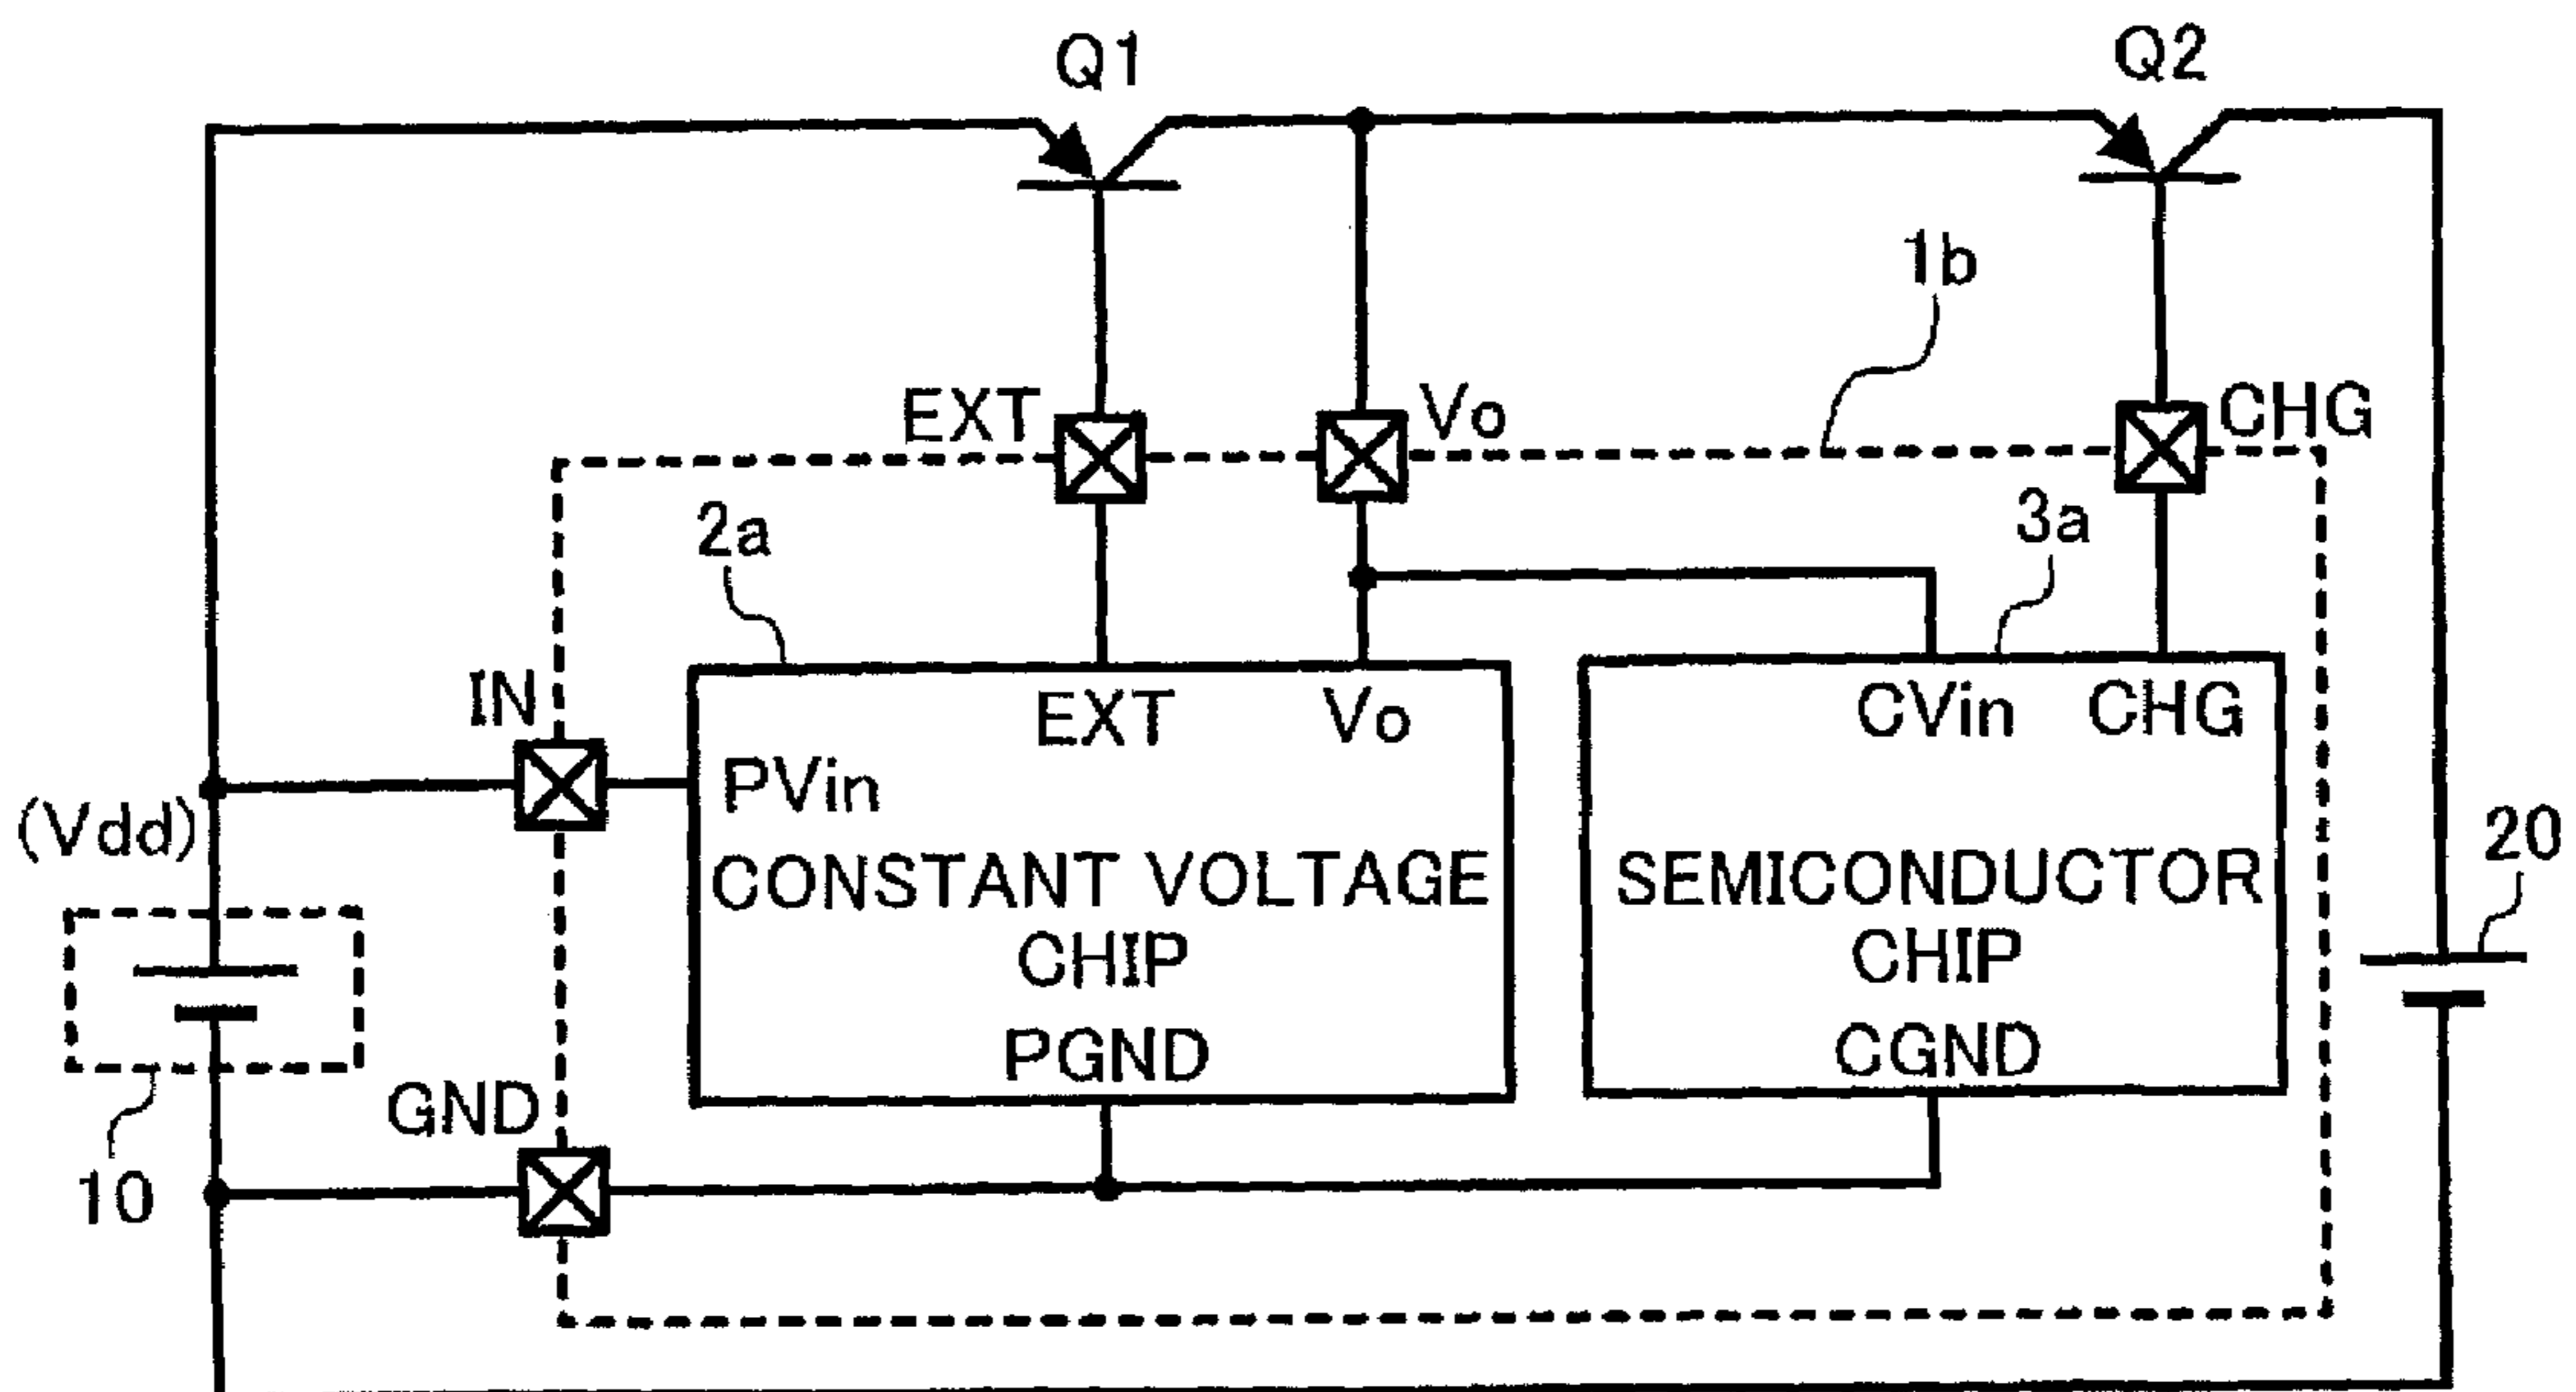 Q1
Q2
1b
EXT
Vo
CHG
2a
3a
IN
EXT
Vo
CVin
CHG
PVin
(Vdd)
20
CONSTANT VOLTAGE
CHIP
SEMICONDUCTOR
CHIP
PGND
CGND
GND
10